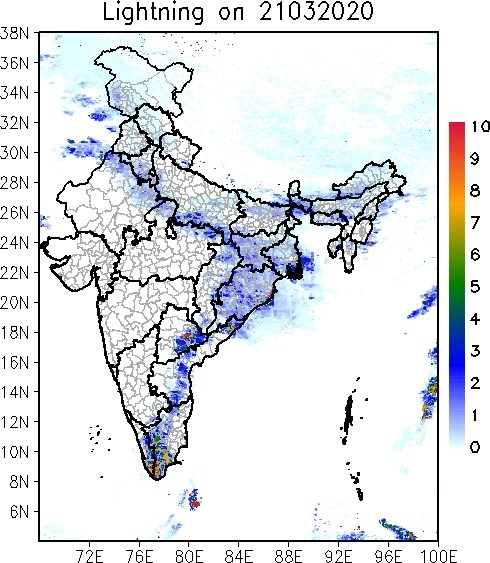 Lightning on 21032020
38N
36N
34N
32N
30N
28N
26N
24N
22N
20N
18N
16N
14N
12N
10N
8N
6N
72E 76E 80E 84E 88E 92E 96E 100E
10
9
8
7
6
5
4
3
2
1
0